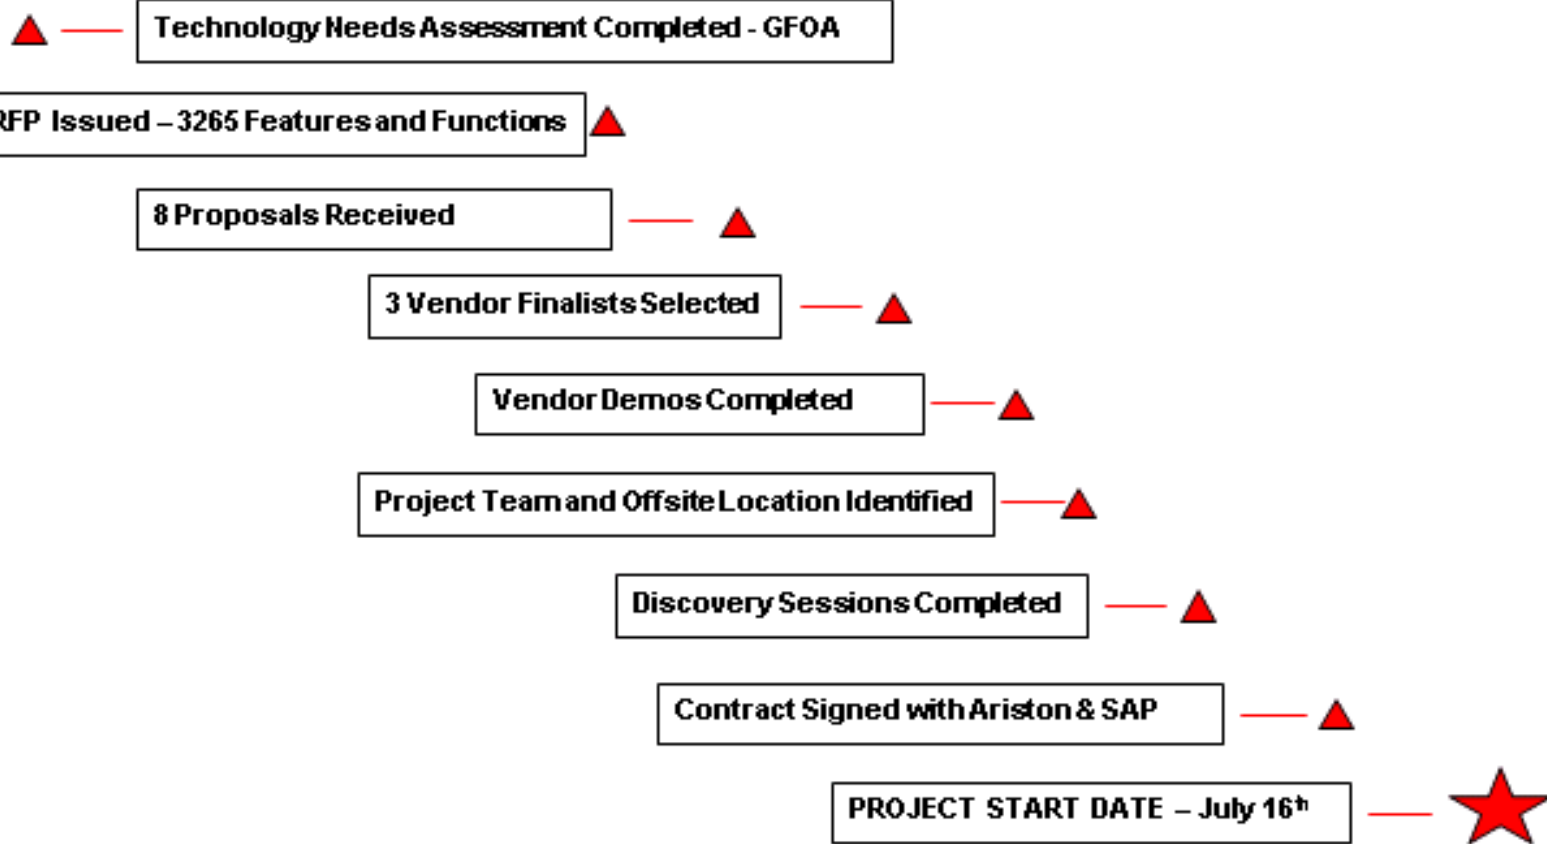 Technology Needs Assessment Completed - GFOA
RFP Issued – 3265 Features and Functions
8 Proposals Received
3 Vendor Finalists Selected
Vendor Demos Completed
Project Team and Offsite Location Identified
Discovery Sessions Completed
Contract Signed with Ariston & SAP
PROJECT START DATE – July 16th